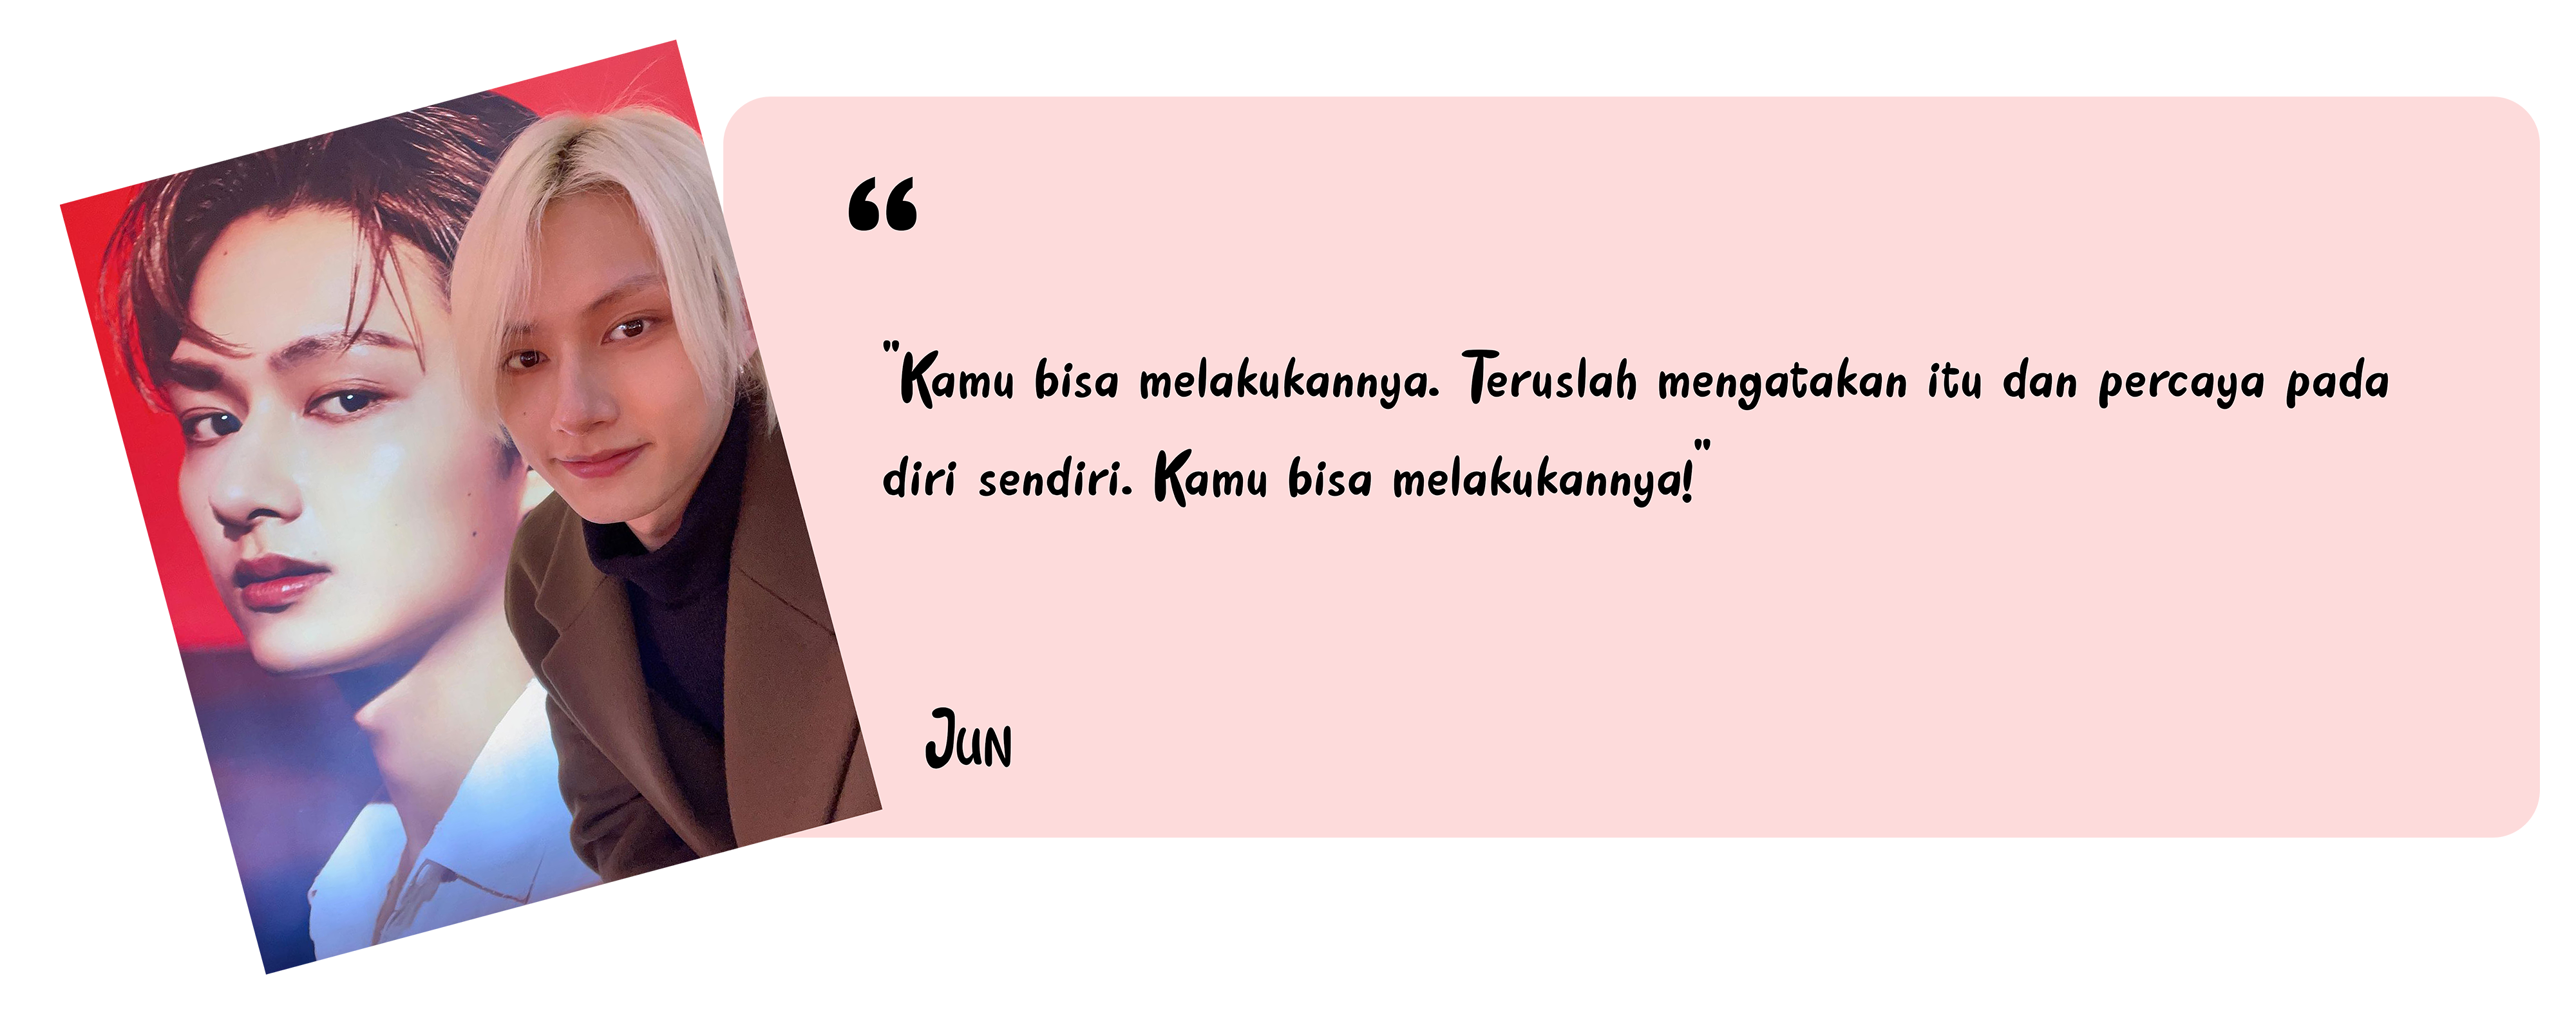 “
"Kamu bisa melakukannya. Teruslah mengatakan itu dan percaya pada
diri sendiri. Kamu bisa melakukannya!"
Jun